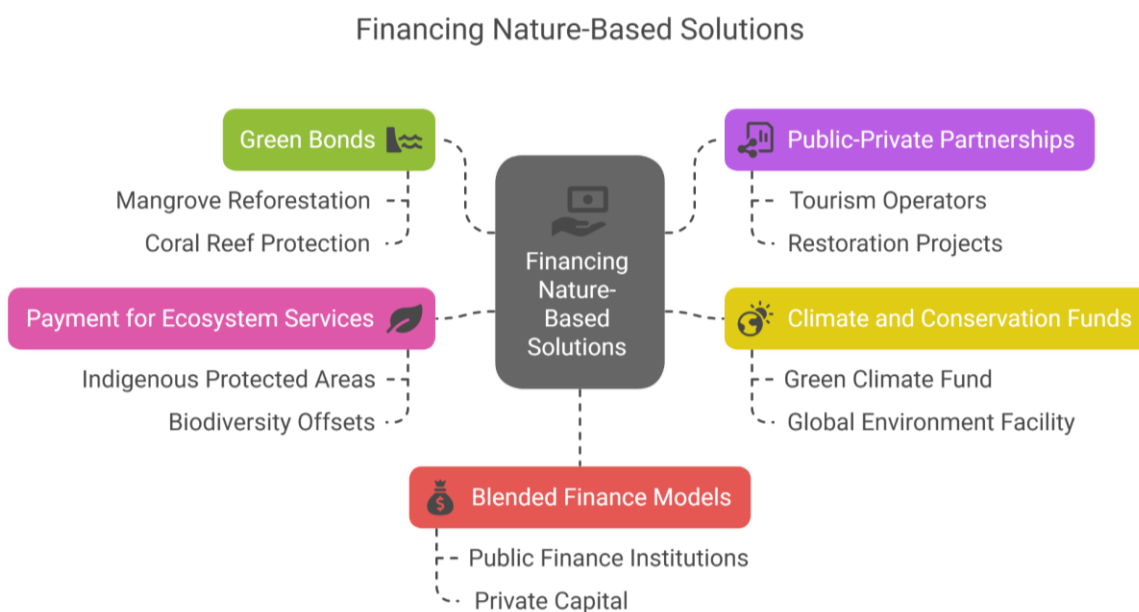 Financing Nature-Based Solutions
Green Bonds
Mangrove Reforestation
Coral Reef Protection
Payment for Ecosystem Services
Indigenous Protected Areas
Biodiversity Offsets
Financing
Nature-
Based
Solutions
Public-Private Partnerships
Tourism Operators
Restoration Projects
Climate and Conservation Funds
Green Climate Fund
Global Environment Facility
$ Blended Finance Models
Public Finance Institutions
Private Capital